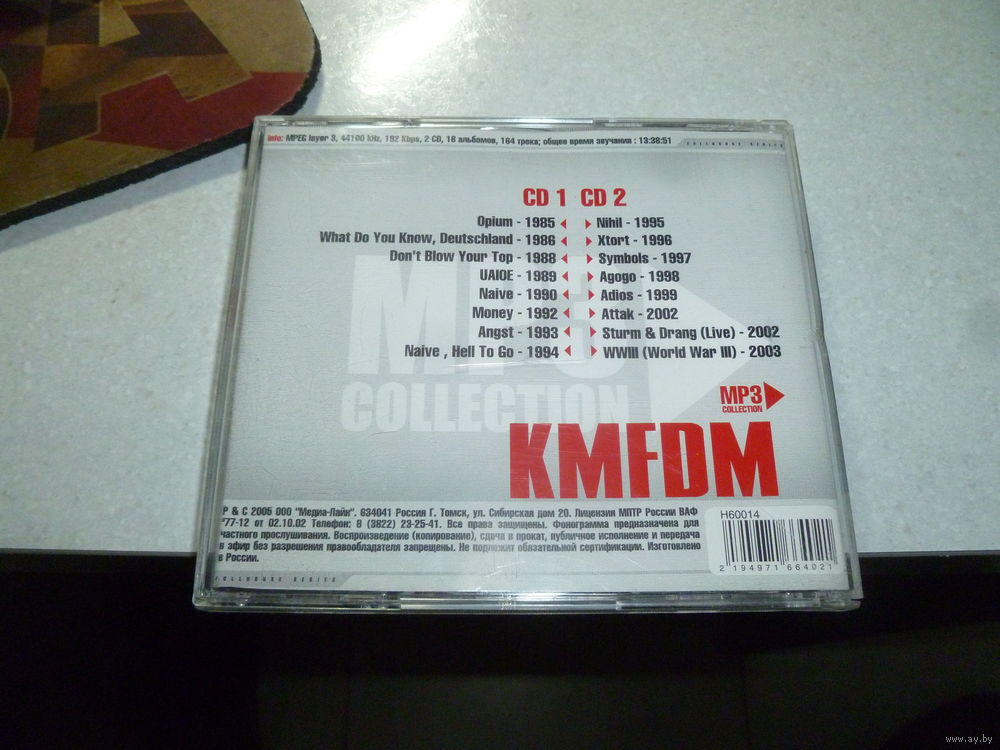 info: MPEG layer 3, 44100 kHz, 192 Kbps, 2 CD, 16 альбомов, 164 трека; общее время звучания : 13:38:51
FULLHOUSE SERIES
CD 1 CD 2
Opium - 1985 Nihil - 1995
What Do You Know, Deutschland - 1986 Xtort - 1996
Don't Blow Your Top - 1988 Symbols - 1997
UAIOE - 1989 Agogo - 1998
Naive - 1990 Adios - 1999
Money - 1992 Attak - 2002
Angst - 1993 Sturm & Drang (Live) - 2002
Naive , Hell To Go - 1994 WWIII (World War III) - 2003
MP3
COLLECTION
MP3
COLLECTION
KMFDM
P & C 2005 ООО "Медиа-Лайн". 634041 Россия Г. Томск, ул. Сибирская дом 20. Лицензия МПТР России ВАФ
°77-12 от 02.10.02 Телефон: 8 (3822) 23-25-41. Все права защищены. Фонограмма предназначена для
частного прослушивания. Воспроизведение (копирование), сдача в прокат, публичное исполнение и передача
в эфир без разрешения правообладателя запрещены. Не подлежит обязательной сертификации. Изготовлено
в России.
H60014
2 194971 664021
FULLHOUSE SERIES
www.ay.by